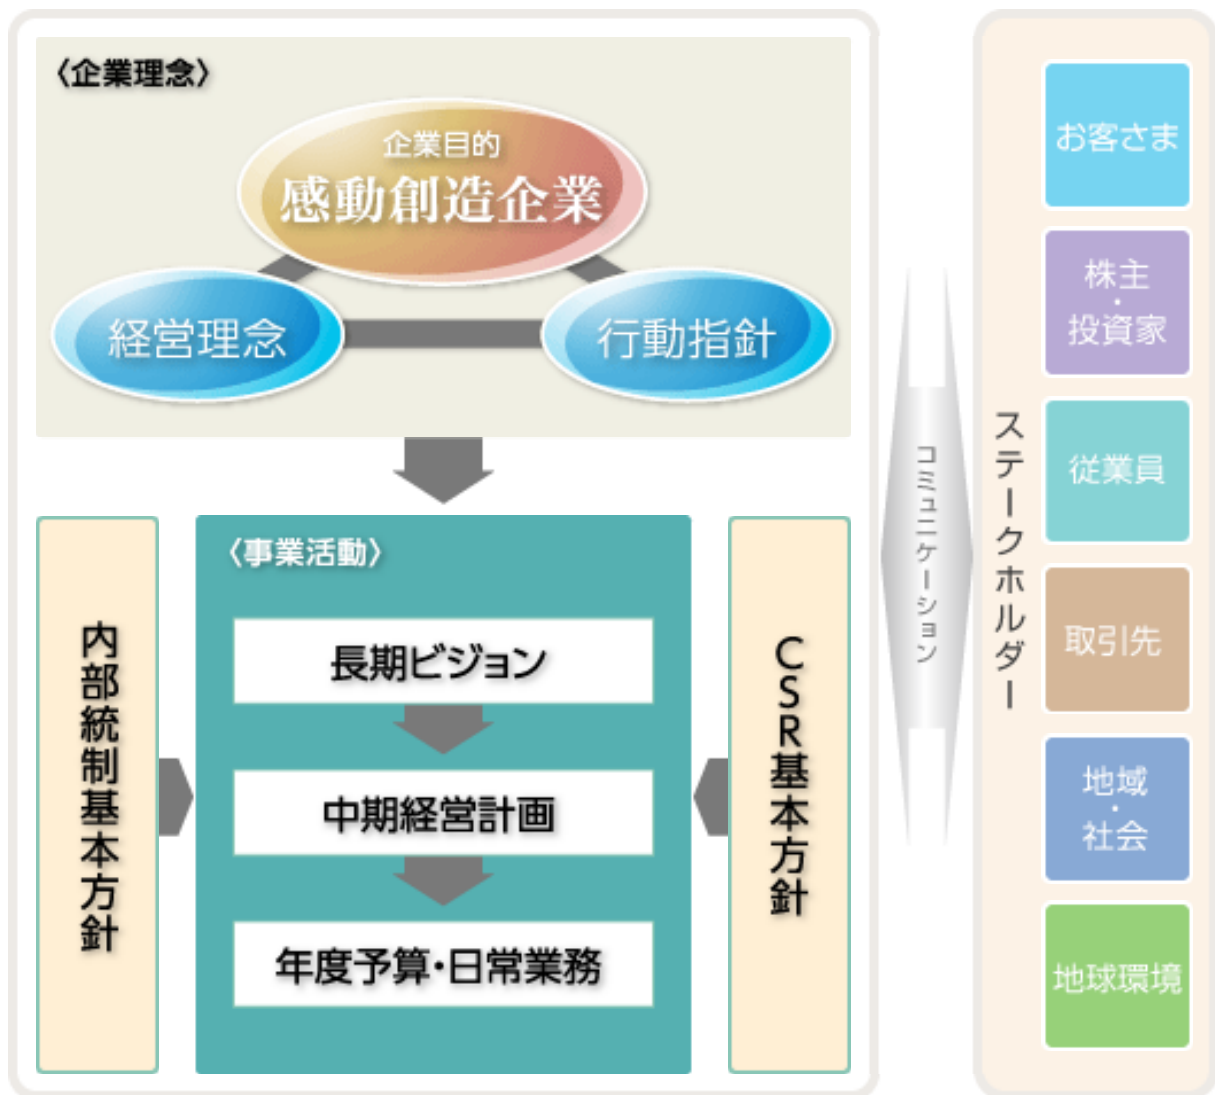 〈企業理念〉
企業目的
感動創造企業
経営理念
行動指針
内部統制基本方針
〈事業活動〉
長期ビジョン
中期経営計画
年度予算・日常業務
CSR基本方針
コミュニケーション
ステークホルダー
お客さま
株主
・
投資家
従業員
取引先
地域
・
社会
地球環境